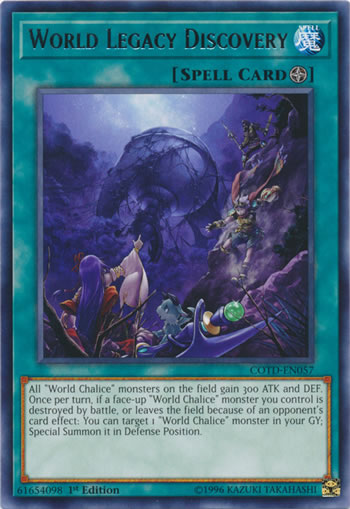 WORLD LEGACY DISCOVERY
SPELL
魔
[SPELL CARD]
COTD-EN057
All "World Chalice" monsters on the field gain 300 ATK and DEF.
Once per turn, if a face-up "World Chalice" monster you control is
destroyed by battle, or leaves the field because of an opponent's
card effect: You can target 1 "World Chalice" monster in your GY;
Special Summon it in Defense Position.
61654098 1st Edition ©1996 KAZUKI TAKAHASHI